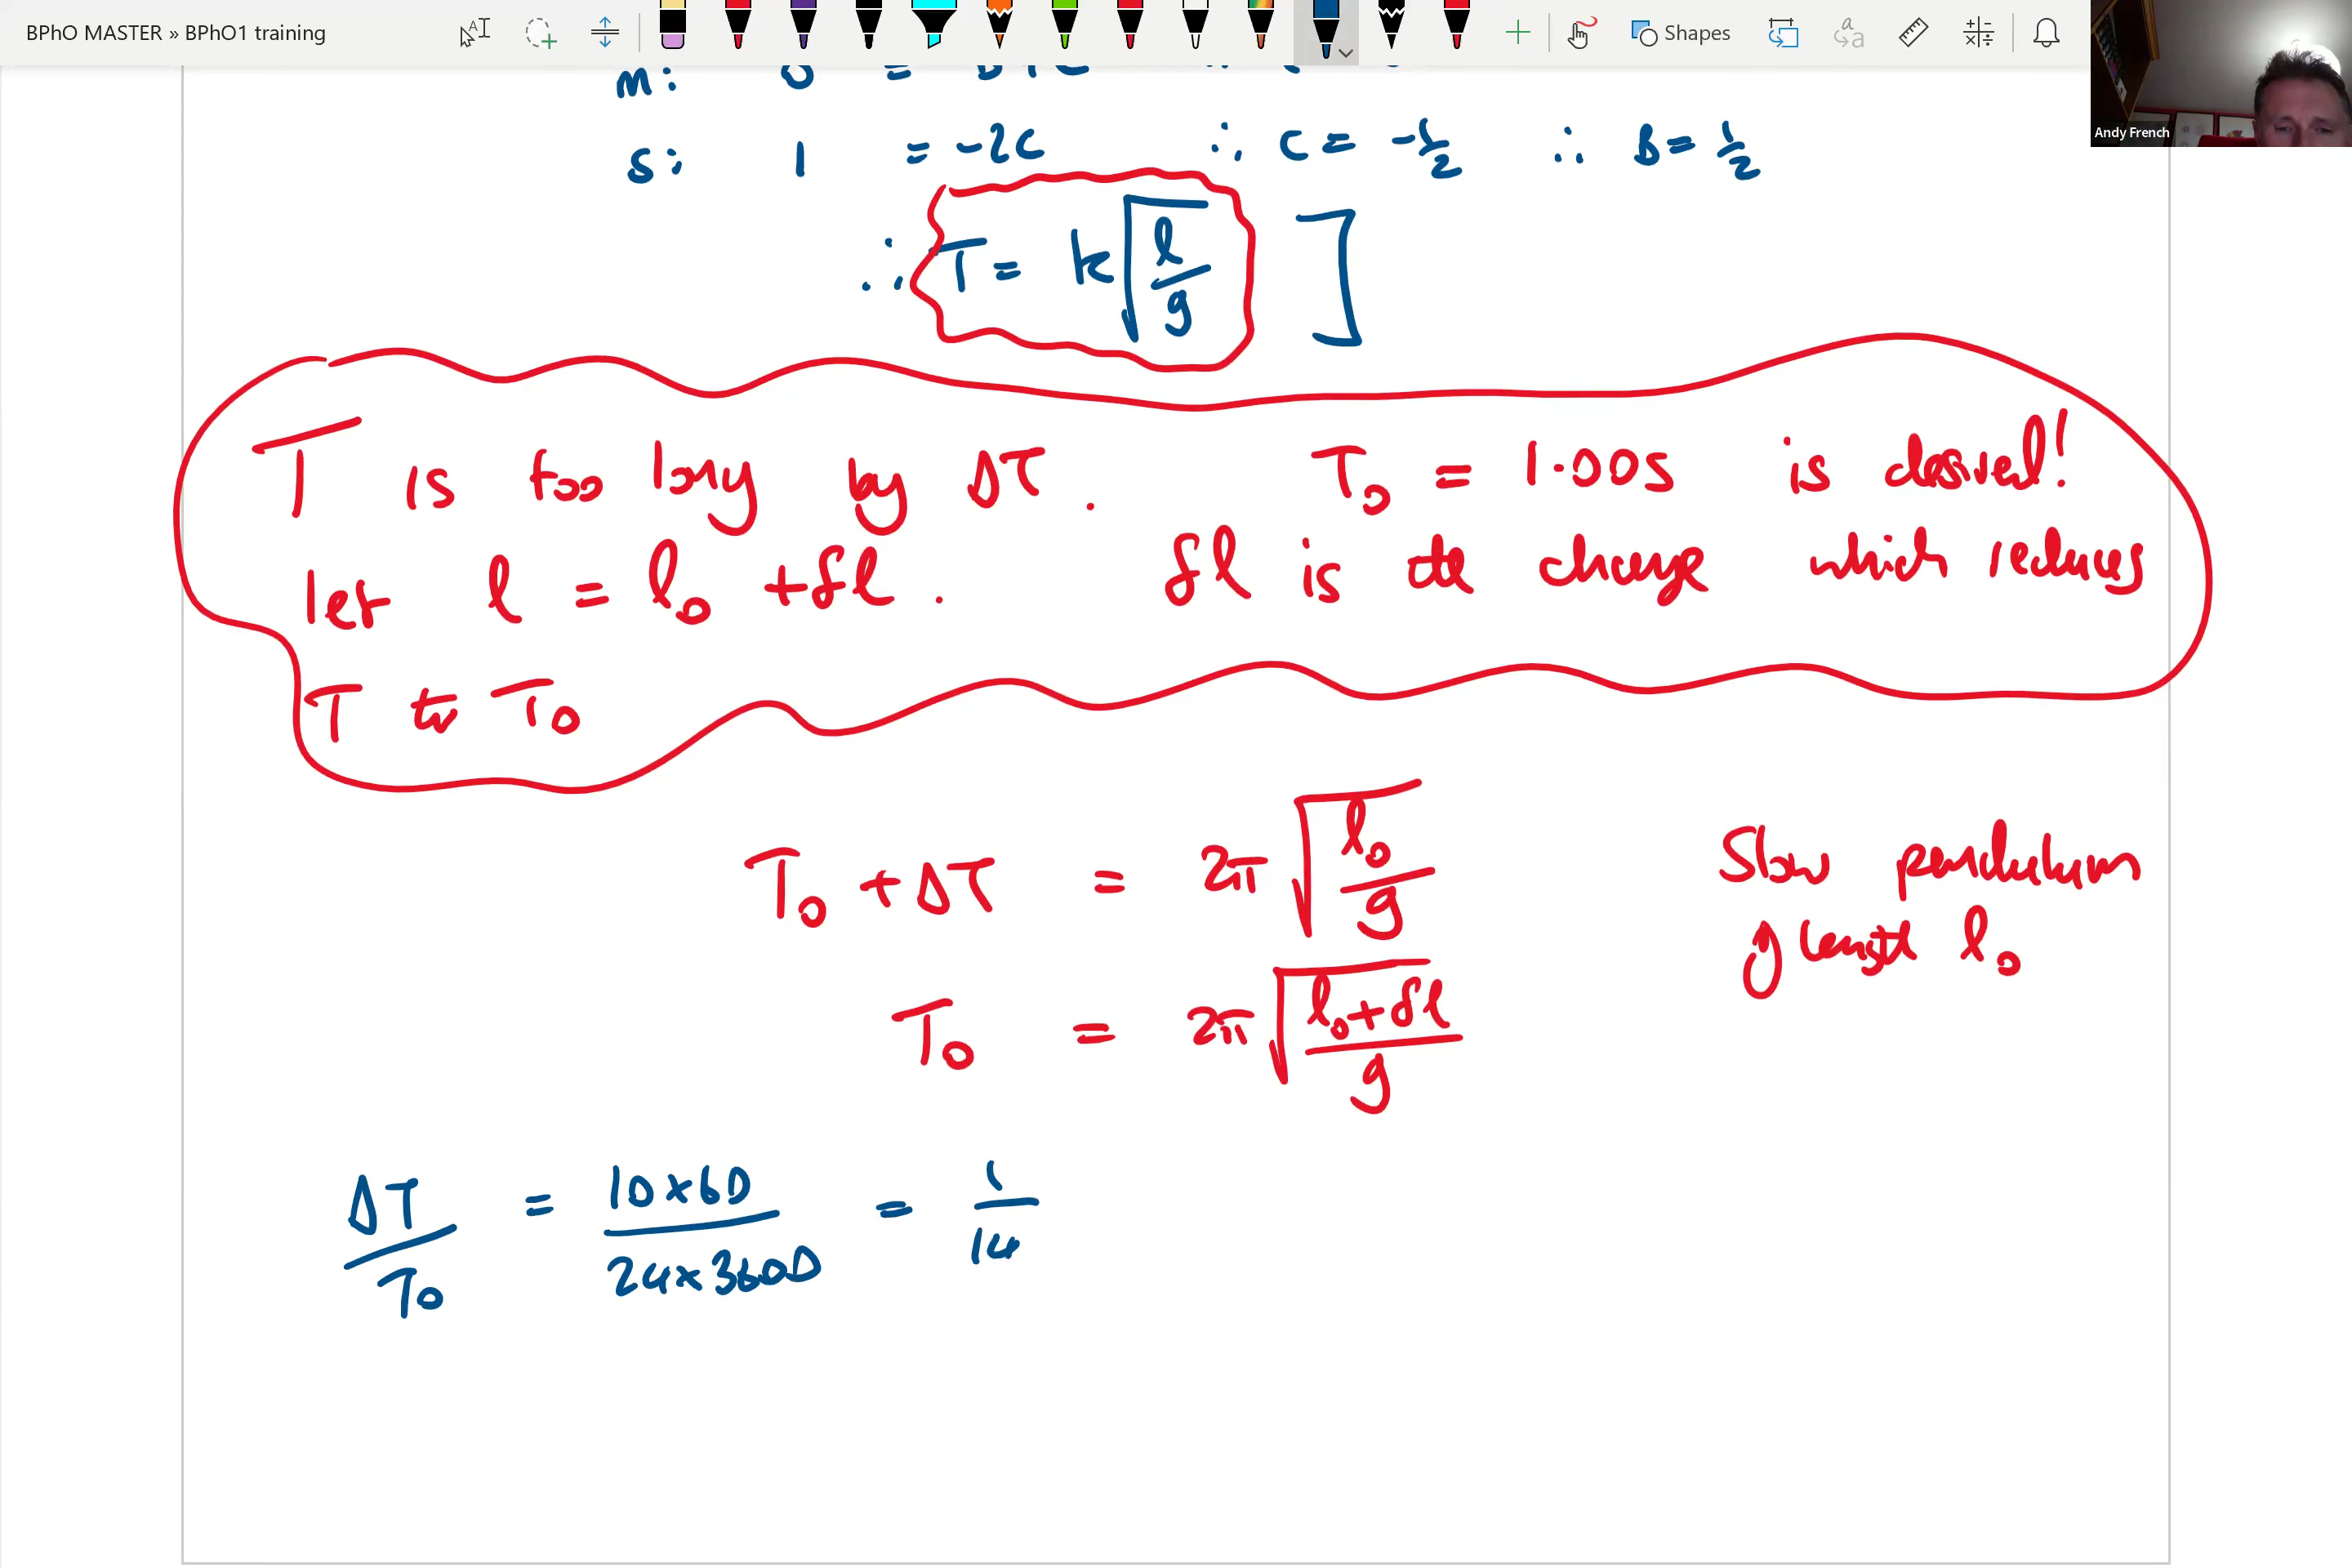 BPhO MASTER » BPhO1 training
Shapes
Andy French
m: 0 =
s: 1 = -2C ∴ C = -1/2 ∴ B = 1/2
∴ T = k√(l/g) ]
T is too long by ΔT. T₀ = 1.00s is desired!
let l = l₀ + δl. δl is the change which reduces
T to T₀
T₀ + ΔT = 2π√(l₀/g) Slow pendulum
of length l₀
T₀ = 2π√((l₀+δl)/g)
ΔT/T₀ = (10×60)/(24×3600) = 1/14